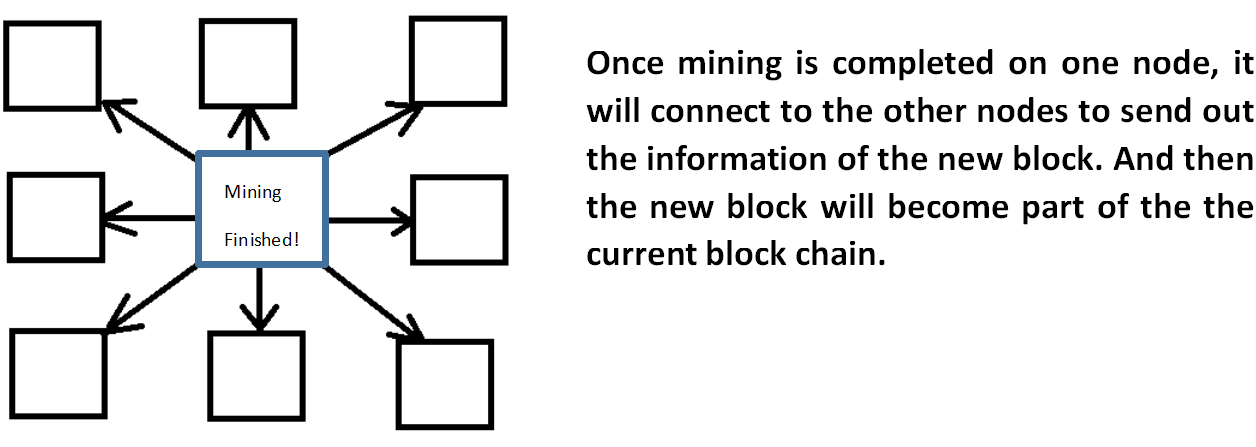 Mining
Finished!
Once mining is completed on one node, it
will connect to the other nodes to send out
the information of the new block. And then
the new block will become part of the the
current block chain.